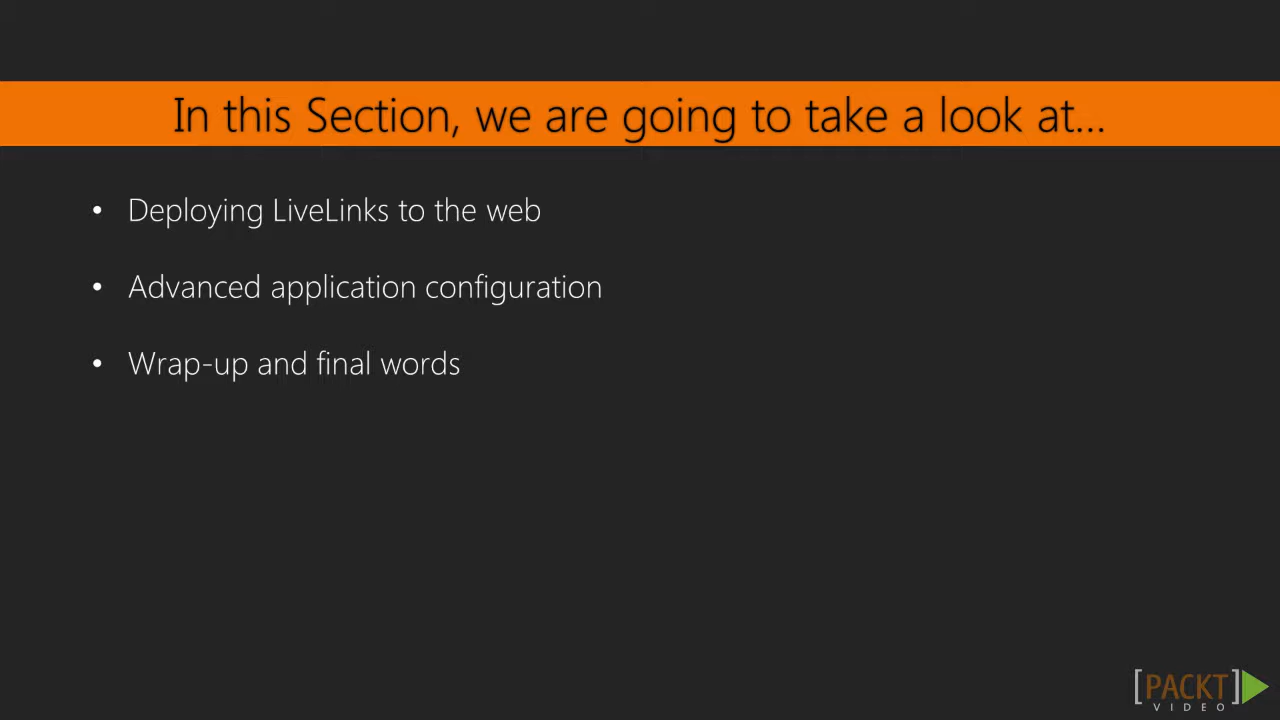 In this Section, we are going to take a look at...
• Deploying LiveLinks to the web
• Advanced application configuration
• Wrap-up and final words
[PACKT]
VIDEO